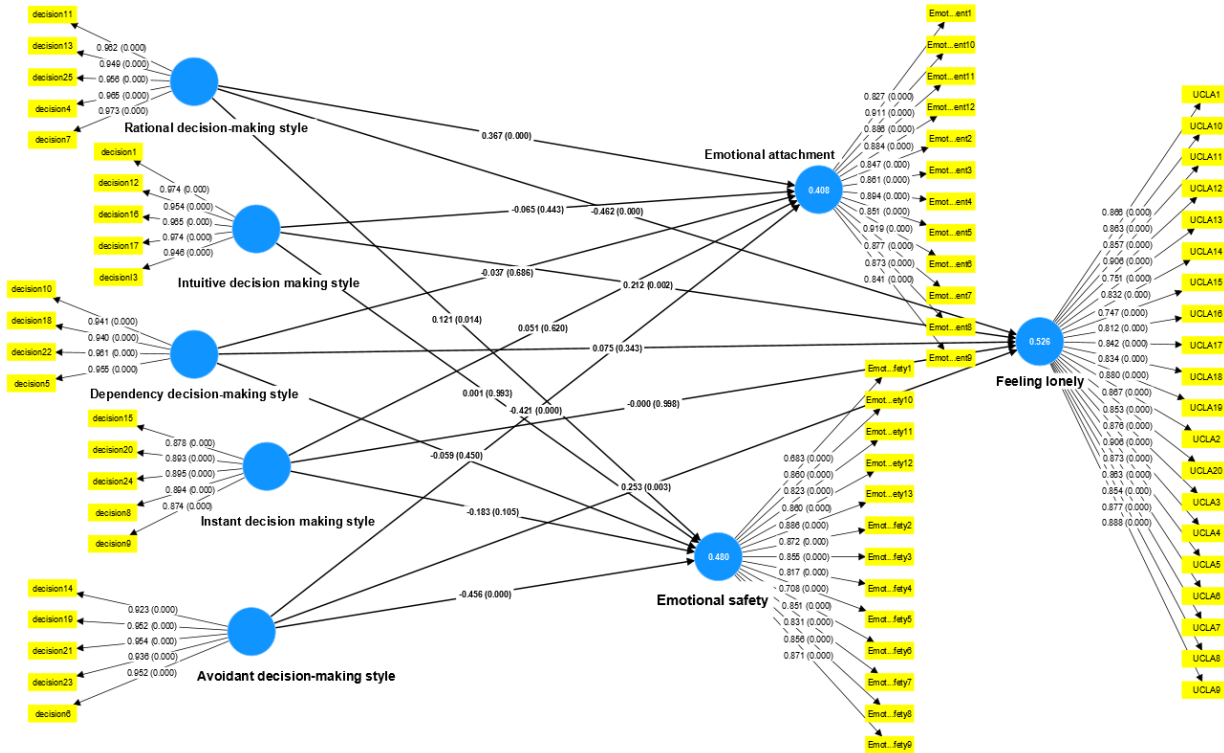 decision11
decision13
decision25
decision4
decision7
0.962 (0.000)
0.949 (0.000)
0.956 (0.000)
0.965 (0.000)
0.973 (0.000)
Rational decision-making style
decision1
decision12
decision16
decision17
decisionl3
0.974 (0.000)
0.954 (0.000)
0.965 (0.000)
0.974 (0.000)
0.946 (0.000)
Intuitive decision making style
decision10
decision18
decision22
decision5
0.941 (0.000)
0.940 (0.000)
0.961 (0.000)
0.955 (0.000)
Dependency decision-making style
decision15
decision20
decision24
decision8
decision9
0.878 (0.000)
0.893 (0.000)
0.895 (0.000)
0.894 (0.000)
0.874 (0.000)
Instant decision making style
decision14
decision19
decision21
decision23
decision6
0.923 (0.000)
0.952 (0.000)
0.954 (0.000)
0.936 (0.000)
0.952 (0.000)
Avoidant decision-making style
0.367 (0.000)
-0.065 (0.443)
-0.462 (0.000)
-0.037 (0.686)
0.212 (0.002)
0.121 (0.014)
0.051 (0.620)
0.075 (0.343)
0.001 (0.993)
-0.421 (0.000)
-0.000 (0.998)
-0.059 (0.450)
0.253 (0.003)
-0.183 (0.105)
-0.456 (0.000)
Emotional attachment
0.408
0.827 (0.000)
0.911 (0.000)
0.886 (0.000)
0.884 (0.000)
0.847 (0.000)
0.861 (0.000)
0.894 (0.000)
0.851 (0.000)
0.919 (0.000)
0.877 (0.000)
0.873 (0.000)
0.841 (0.000)
Emot...ent1
Emot...ent10
Emot...ent11
Emot...ent12
Emot...ent2
Emot...ent3
Emot...ent4
Emot...ent5
Emot...ent6
Emot...ent7
Emot...ent8
Emot...ent9
Emotional safety
0.480
0.683 (0.000)
0.860 (0.000)
0.823 (0.000)
0.860 (0.000)
0.886 (0.000)
0.872 (0.000)
0.855 (0.000)
0.817 (0.000)
0.708 (0.000)
0.851 (0.000)
0.831 (0.000)
0.856 (0.000)
0.871 (0.000)
Emot...fety1
Emot...ety10
Emot...ety11
Emot...ety12
Emot...ety13
Emot...fety2
Emot...fety3
Emot...fety4
Emot...fety5
Emot...fety6
Emot...fety7
Emot...fety8
Emot...fety9
Feeling lonely
0.526
0.866 (0.000)
0.863 (0.000)
0.857 (0.000)
0.906 (0.000)
0.751 (0.000)
0.832 (0.000)
0.747 (0.000)
0.812 (0.000)
0.842 (0.000)
0.834 (0.000)
0.880 (0.000)
0.867 (0.000)
0.853 (0.000)
0.876 (0.000)
0.906 (0.000)
0.873 (0.000)
0.863 (0.000)
0.854 (0.000)
0.877 (0.000)
0.888 (0.000)
UCLA1
UCLA10
UCLA11
UCLA12
UCLA13
UCLA14
UCLA15
UCLA16
UCLA17
UCLA18
UCLA19
UCLA2
UCLA20
UCLA3
UCLA4
UCLA5
UCLA6
UCLA7
UCLA8
UCLA9